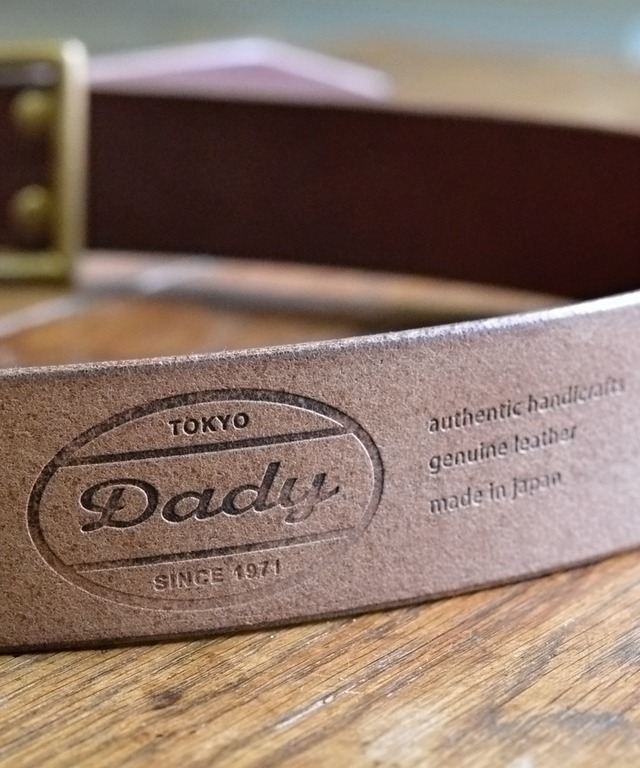 TOKYO
Dady
SINCE 1971
authentic handicrafts
genuine leather
made in japan